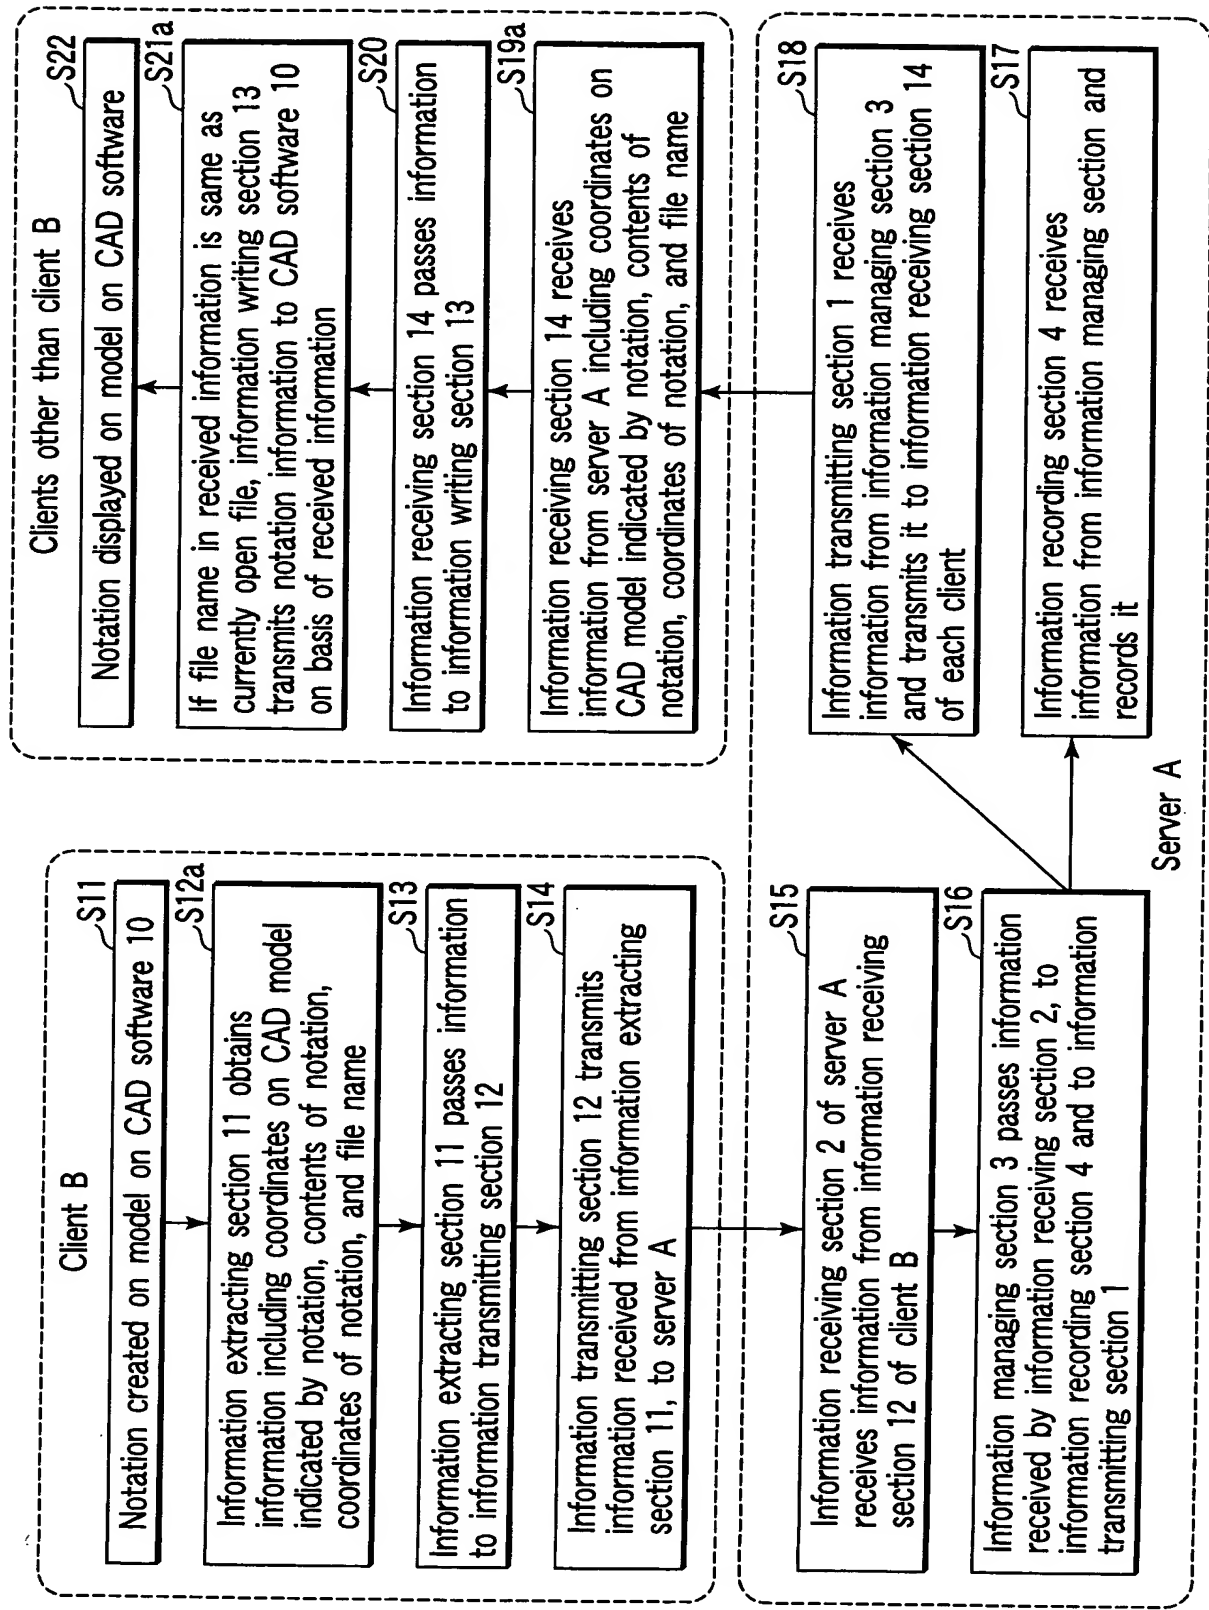 Client B
S11
Notation created on model on CAD software 10
S12a
Information extracting section 11 obtains
information including coordinates on CAD model
indicated by notation, contents of notation,
coordinates of notation, and file name
S13
Information extracting section 11 passes information
to information transmitting section 12
S14
Information transmitting section 12 transmits
information received from information extracting
section 11, to server A
S15
Information receiving section 2 of server A
receives information from information receiving
section 12 of client B
S16
Information managing section 3 passes information
received by information receiving section 2, to
information recording section 4 and to information
transmitting section 1
Server A
S17
Information recording section 4 receives
information from information managing section and
records it
S18
Information transmitting section 1 receives
information from information managing section 3
and transmits it to information receiving section 14
of each client
Clients other than client B
S19a
Information receiving section 14 receives
information from server A including coordinates on
CAD model indicated by notation, contents of
notation, coordinates of notation, and file name
S20
Information receiving section 14 passes information
to information writing section 13
S21a
If file name in received information is same as
currently open file, information writing section 13
transmits notation information to CAD software 10
on basis of received information
S22
Notation displayed on model on CAD software